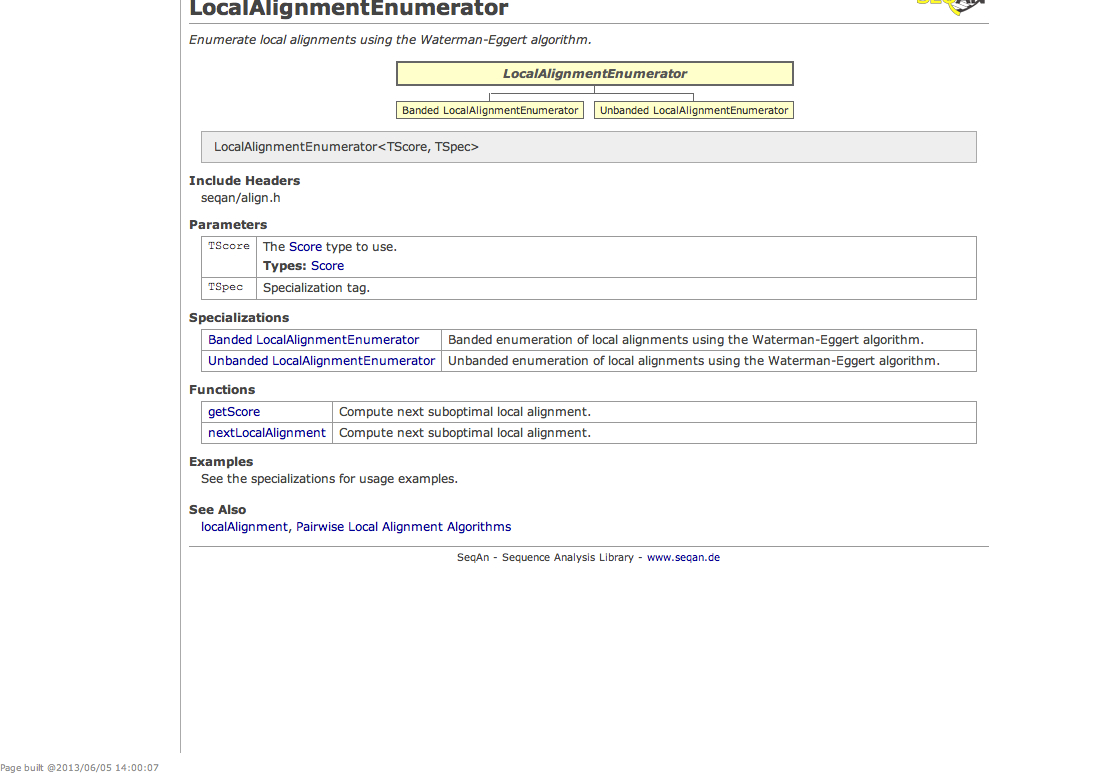 LocalAlignmentEnumerator
Enumerate local alignments using the Waterman-Eggert algorithm.
LocalAlignmentEnumerator
Banded LocalAlignmentEnumerator Unbanded LocalAlignmentEnumerator
LocalAlignmentEnumerator<TScore, TSpec>
Include Headers
seqan/align.h
Parameters
TScore The Score type to use.
Types: Score
TSpec Specialization tag.
Specializations
Banded LocalAlignmentEnumerator Banded enumeration of local alignments using the Waterman-Eggert algorithm.
Unbanded LocalAlignmentEnumerator Unbanded enumeration of local alignments using the Waterman-Eggert algorithm.
Functions
getScore Compute next suboptimal local alignment.
nextLocalAlignment Compute next suboptimal local alignment.
Examples
See the specializations for usage examples.
See Also
localAlignment, Pairwise Local Alignment Algorithms
SeqAn - Sequence Analysis Library - www.seqan.de
Page built @2013/06/05 14:00:07